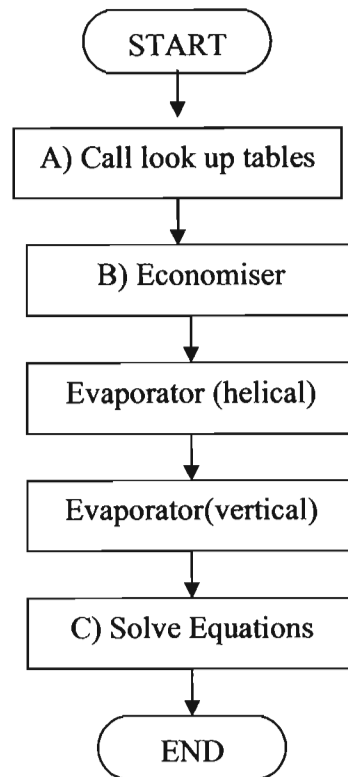 START
A) Call look up tables
B) Economiser
Evaporator (helical)
Evaporator(vertical)
C) Solve Equations
END